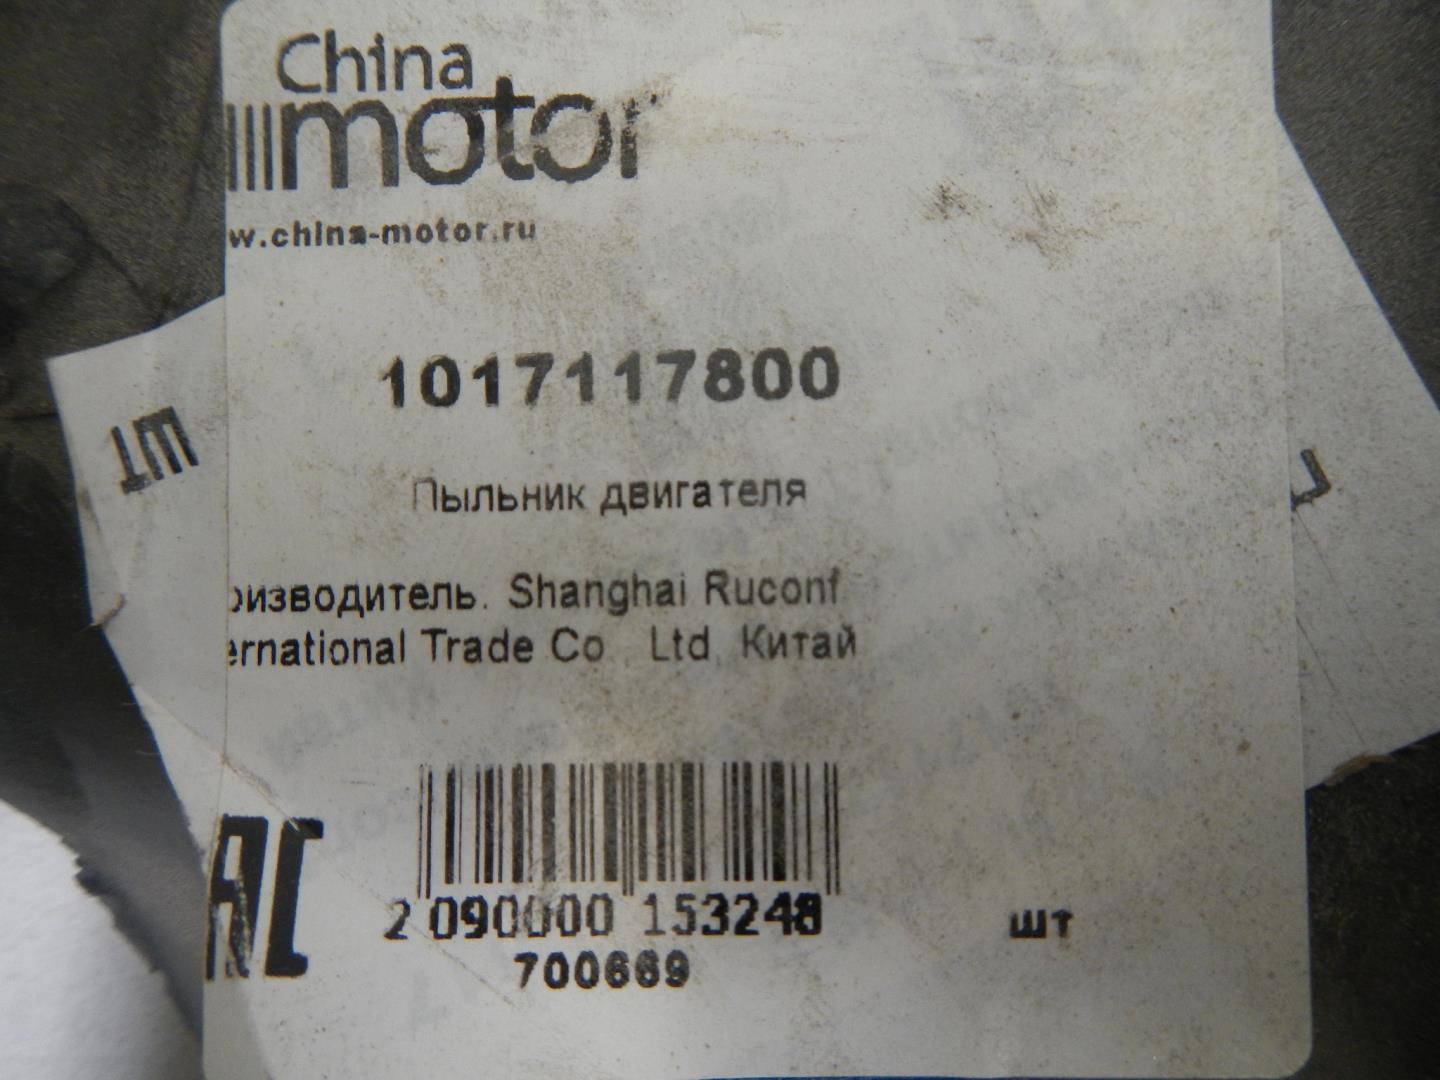 China
motor
w.china-motor.ru
1017117800
шт
Пыльник двигателя
оизводитель. Shanghai Ruconf
ernational Trade Co Ltd, Китай
EAC
2 090000 153248
шт
700669